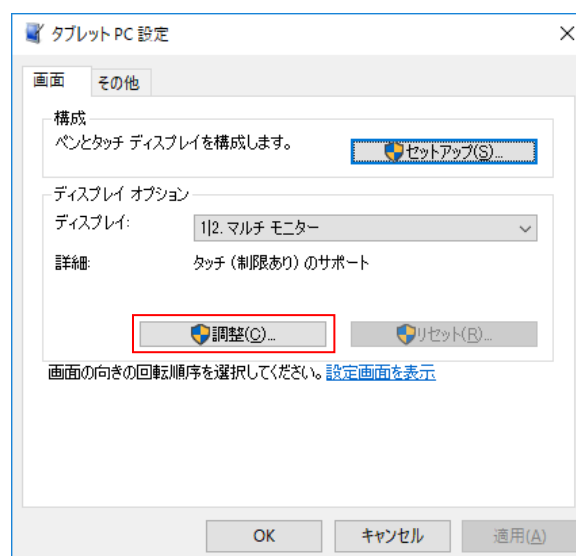 タブレット PC 設定
画面
その他
構成
ペンとタッチ ディスプレイを構成します。
セットアップ(S)...
ディスプレイ オプション
ディスプレイ:
1|2. マルチ モニター
詳細:
タッチ (制限あり) のサポート
調整(C)...
リセット(R)...
画面の向きの回転順序を選択してください。設定画面を表示
OK
キャンセル
適用(A)